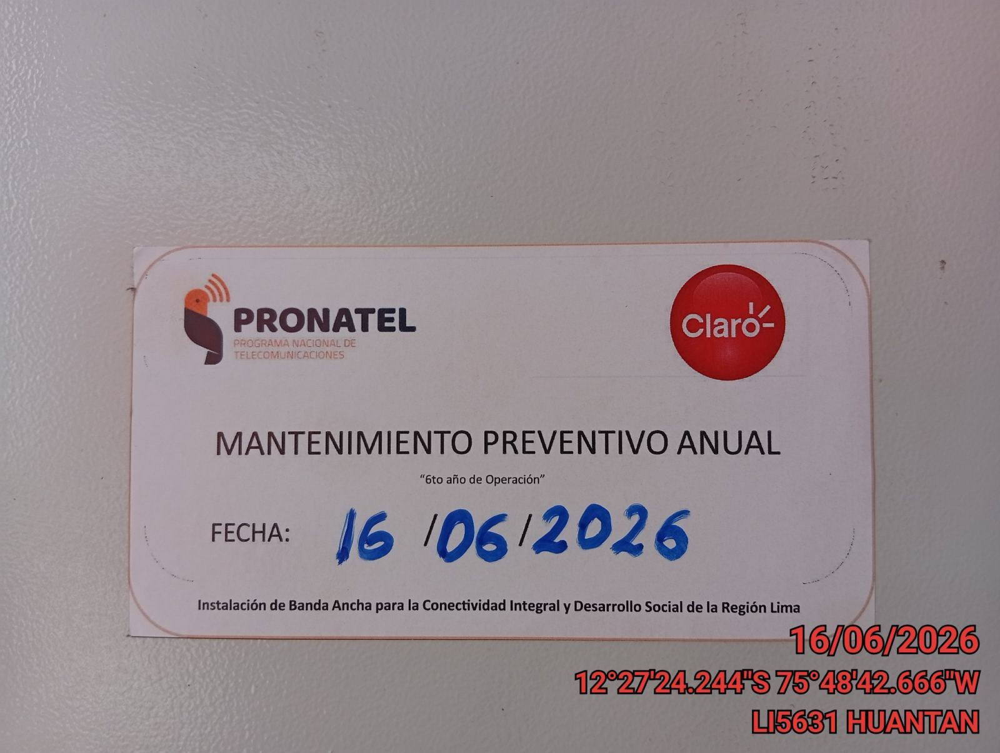 PRONATEL
PROGRAMA NACIONAL DE
TELECOMUNICACIONES
Claro
MANTENIMIENTO PREVENTIVO ANUAL
“6to año de Operación”
FECHA: 16 /06/2026
Instalación de Banda Ancha para la Conectividad Integral y Desarrollo Social de la Región Lima
16/06/2026
12°27'24.244"S 75°48'42.666"W
LI5631 HUANTAN